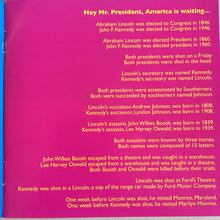 Hey Mr. President, America is waiting...
Abraham Lincoln was elected to Congress in 1846.
John F. Kennedy was elected to Congress in 1946.
Abraham Lincoln was elected President in 1860.
John F. Kennedy was elected president in 1960.
Both presidents were shot on a Friday.
Both presidents were shot in the head.
Lincoln's secretary was named Kennedy.
Kennedy's secretary was named Lincoln.
Both presidents were assassinated by Southerners.
Both were succeeded by southerners named Johnson.
Lincoln's successor, Andrew Johnson, was born in 1808.
Kennedy's successor, Lyndon Johnson, was born in 1908.
Lincoln's assassin, John Wilkes Booth, was born in 1839.
Kennedy's assassin, Lee Harvey Oswald, was born in 1939.
Both assassins were known by three names.
Both names were composed of 15 letters.
John Wilkes Booth escaped from a theatre and was caught in a warehouse.
Lee Harvey Oswald escaped from a warehouse and was caught in a theatre.
Both Booth and Oswald were killed before their trials.
Lincoln was shot in Ford's Theatre.
Kennedy was shot in a Lincoln, a top of the range car made by Ford Motor Company
One week before Lincoln was shot, he visited Monroe, Maryland.
One week before Kennedy was shot, he visited Marilyn Monroe.